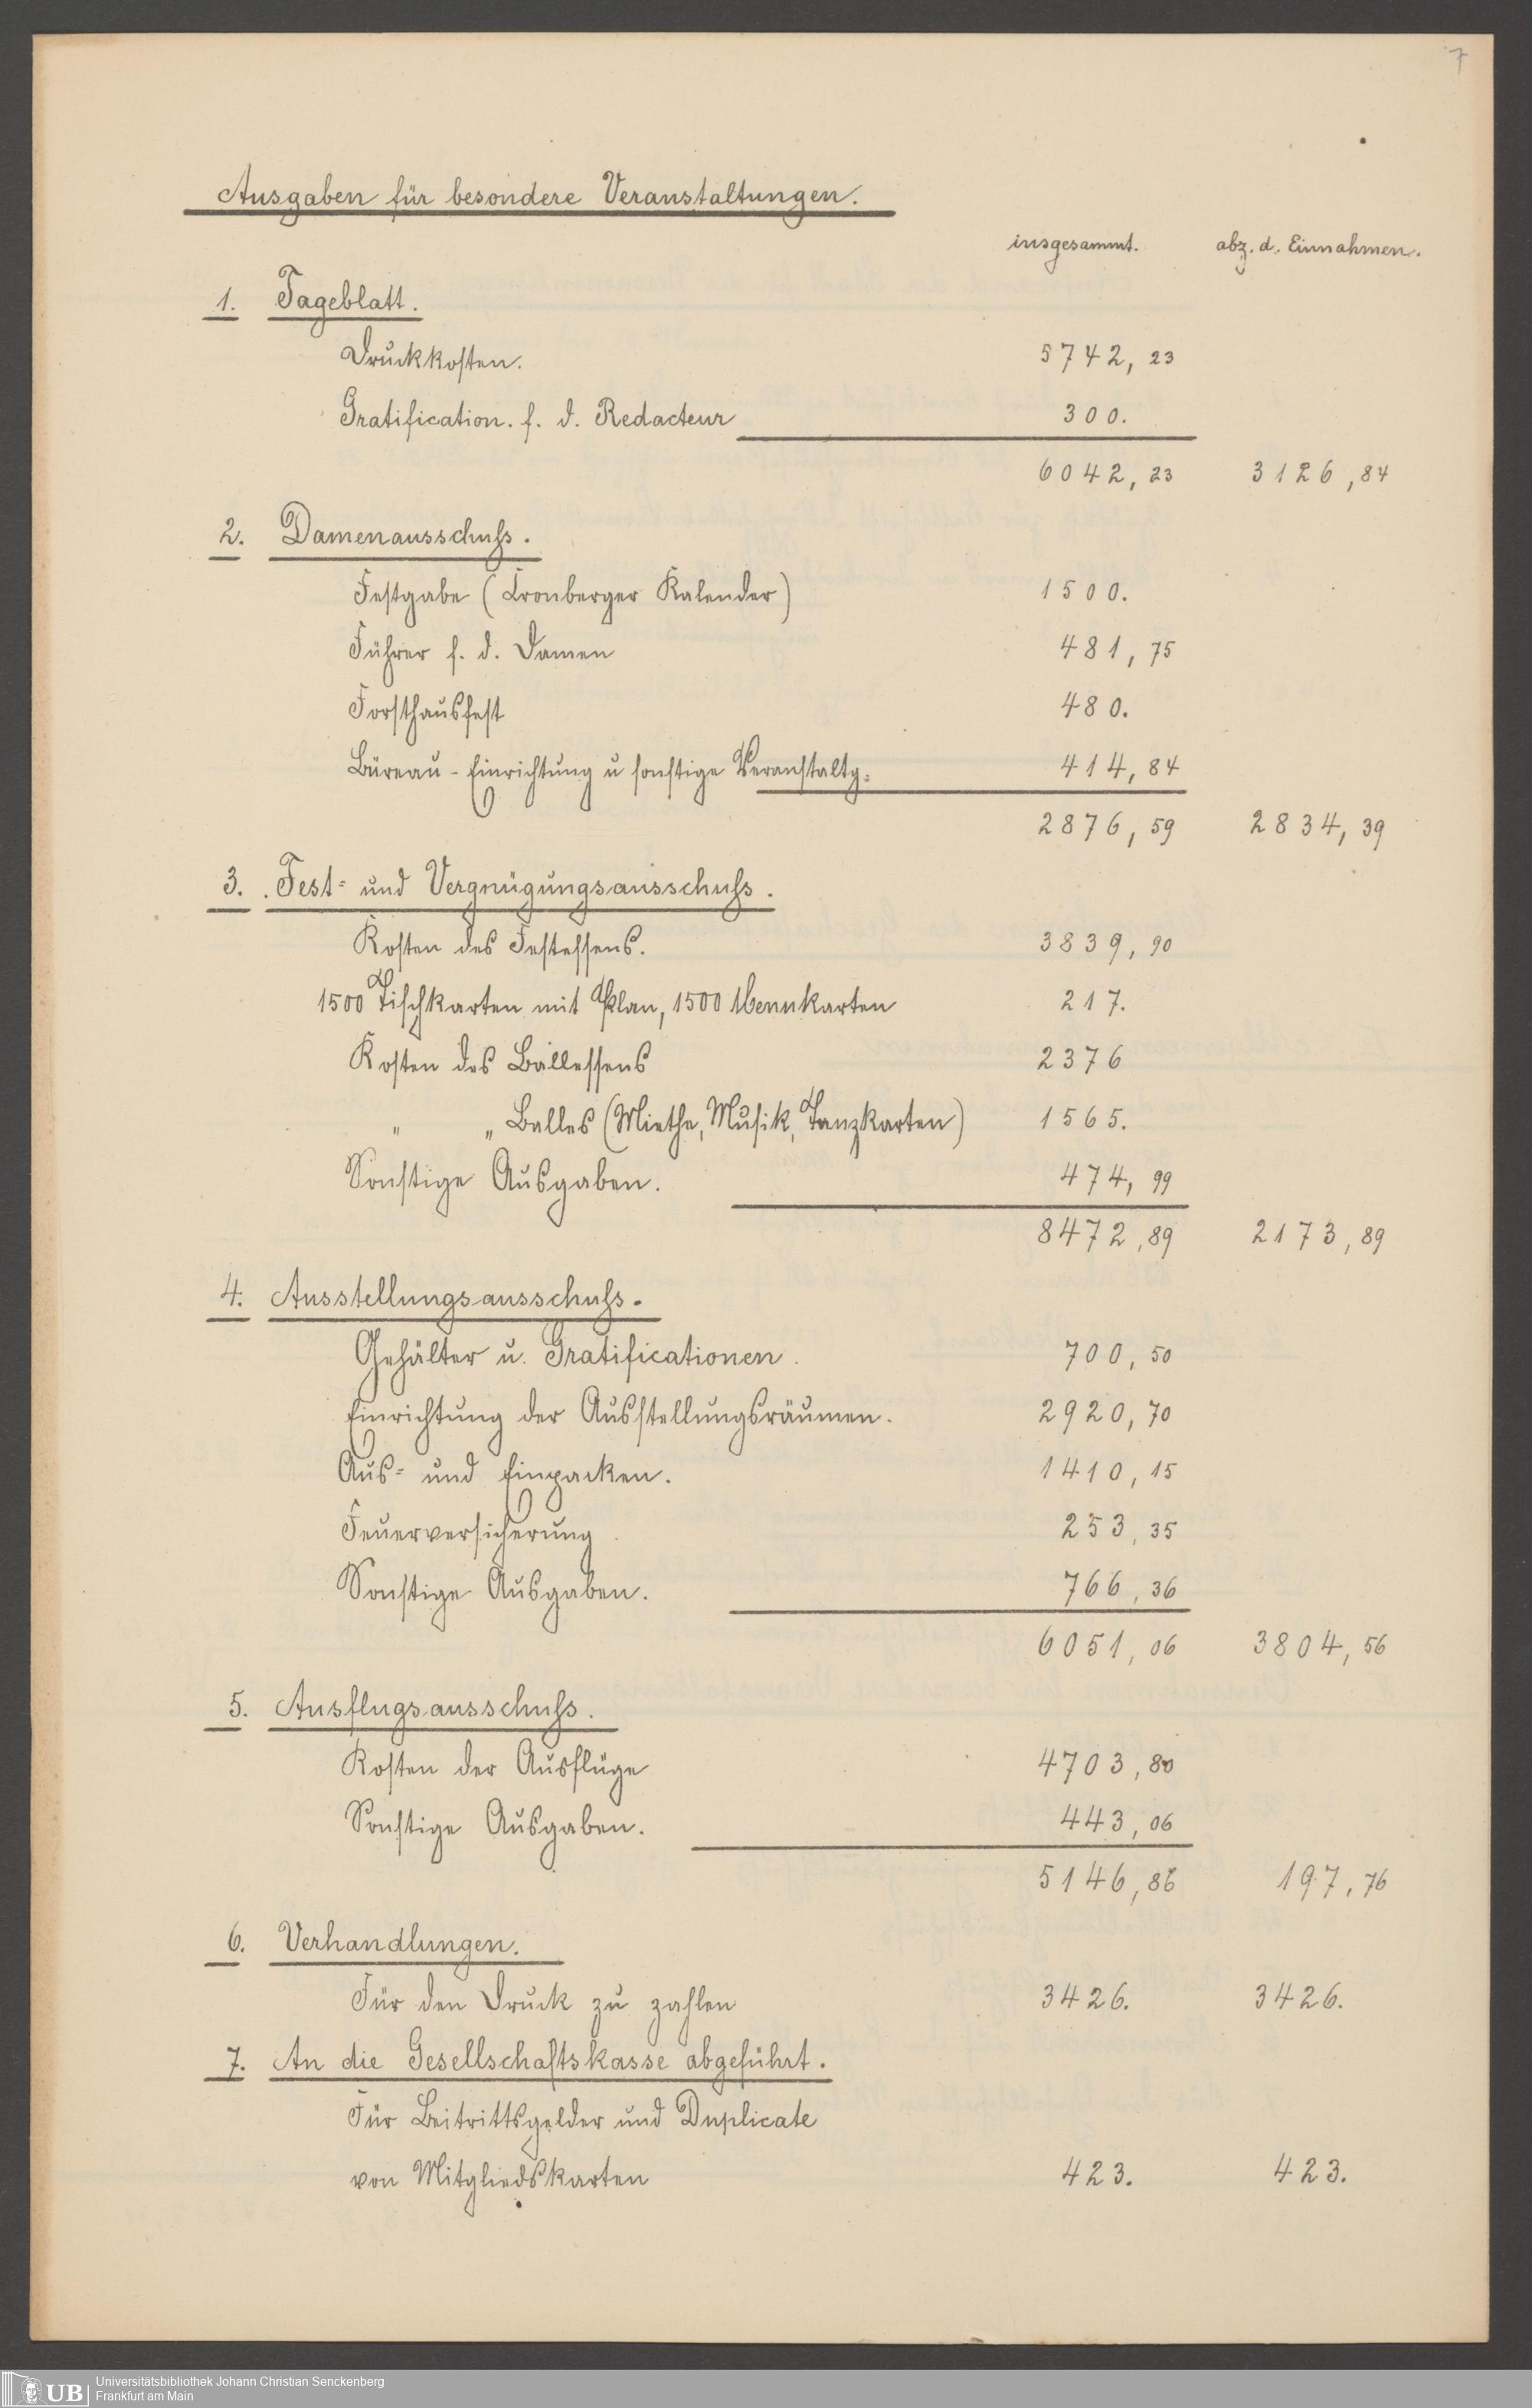 7
Ausgaben für besondere Veranstaltungen.
insgesammt. abz. d. Einnahmen.
1. Tageblatt.
Druckkosten. 5742, 23
Gratification. f. d. Redacteur 300.
6042, 23 3126, 84
2. Damenausschuſs.
Festgabe (Cronberger Kalender) 1500.
Führer f. d. Damen 481, 75
Forsthausfest 480.
Büreau - Einrichtung u sonstige Veranstaltg. 414, 84
2876, 59 2834, 39
3. Fest- und Vergnügungsausschuſs.
Kosten des Festessens. 3839, 90
1500 Tischkarten mit Plan, 1500 Menukarten 217.
Kosten des Ballessens 2376
" " Balles (Miethe, Musik, Tanzkarten) 1565.
Sonstige Ausgaben. 474, 99
8472, 89 2173, 89
4. Ausstellungsausschuſs.
Gehälter u. Gratificationen. 700, 50
Einrichtung der Ausstellungsräumen. 2920, 70
Aus- und Einpacken. 1410, 15
Feuerversicherung 253, 35
Sonstige Ausgaben. 766, 36
6051, 06 3804, 56
5. Ausflugsausschuſs.
Kosten der Ausflüge 4703, 80
Sonstige Ausgaben. 443, 06
5146, 86 197, 76
6. Verhandlungen.
Für den Druck zu zahlen 3426. 3426.
7. An die Gesellschaftskasse abgeführt.
Für Beitrittsgelder und Duplicate
von Mitgliedskarten 423. 423.
UB Universitätsbibliothek Johann Christian Senckenberg
Frankfurt am Main